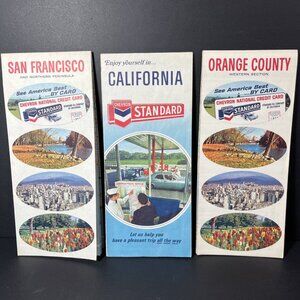 SAN FRANCISCO
AND NORTHERN PENINSULA
See America Best
BY CARD
CHEVRON NATIONAL CREDIT CARD
STANDARD
Enjoy yourself in...
CALIFORNIA
CHEVRON
STANDARD
Let us help you
have a pleasant trip all the way
ORANGE COUNTY
WESTERN SECTION
See America Best
BY CARD
CHEVRON NATIONAL CREDIT CARD
STANDARD